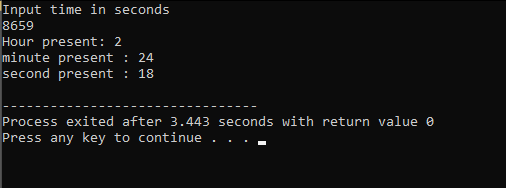 Input time in seconds
8659
Hour present: 2
minute present : 24
second present : 18
--------------------------------
Process exited after 3.443 seconds with return value 0
Press any key to continue . . .